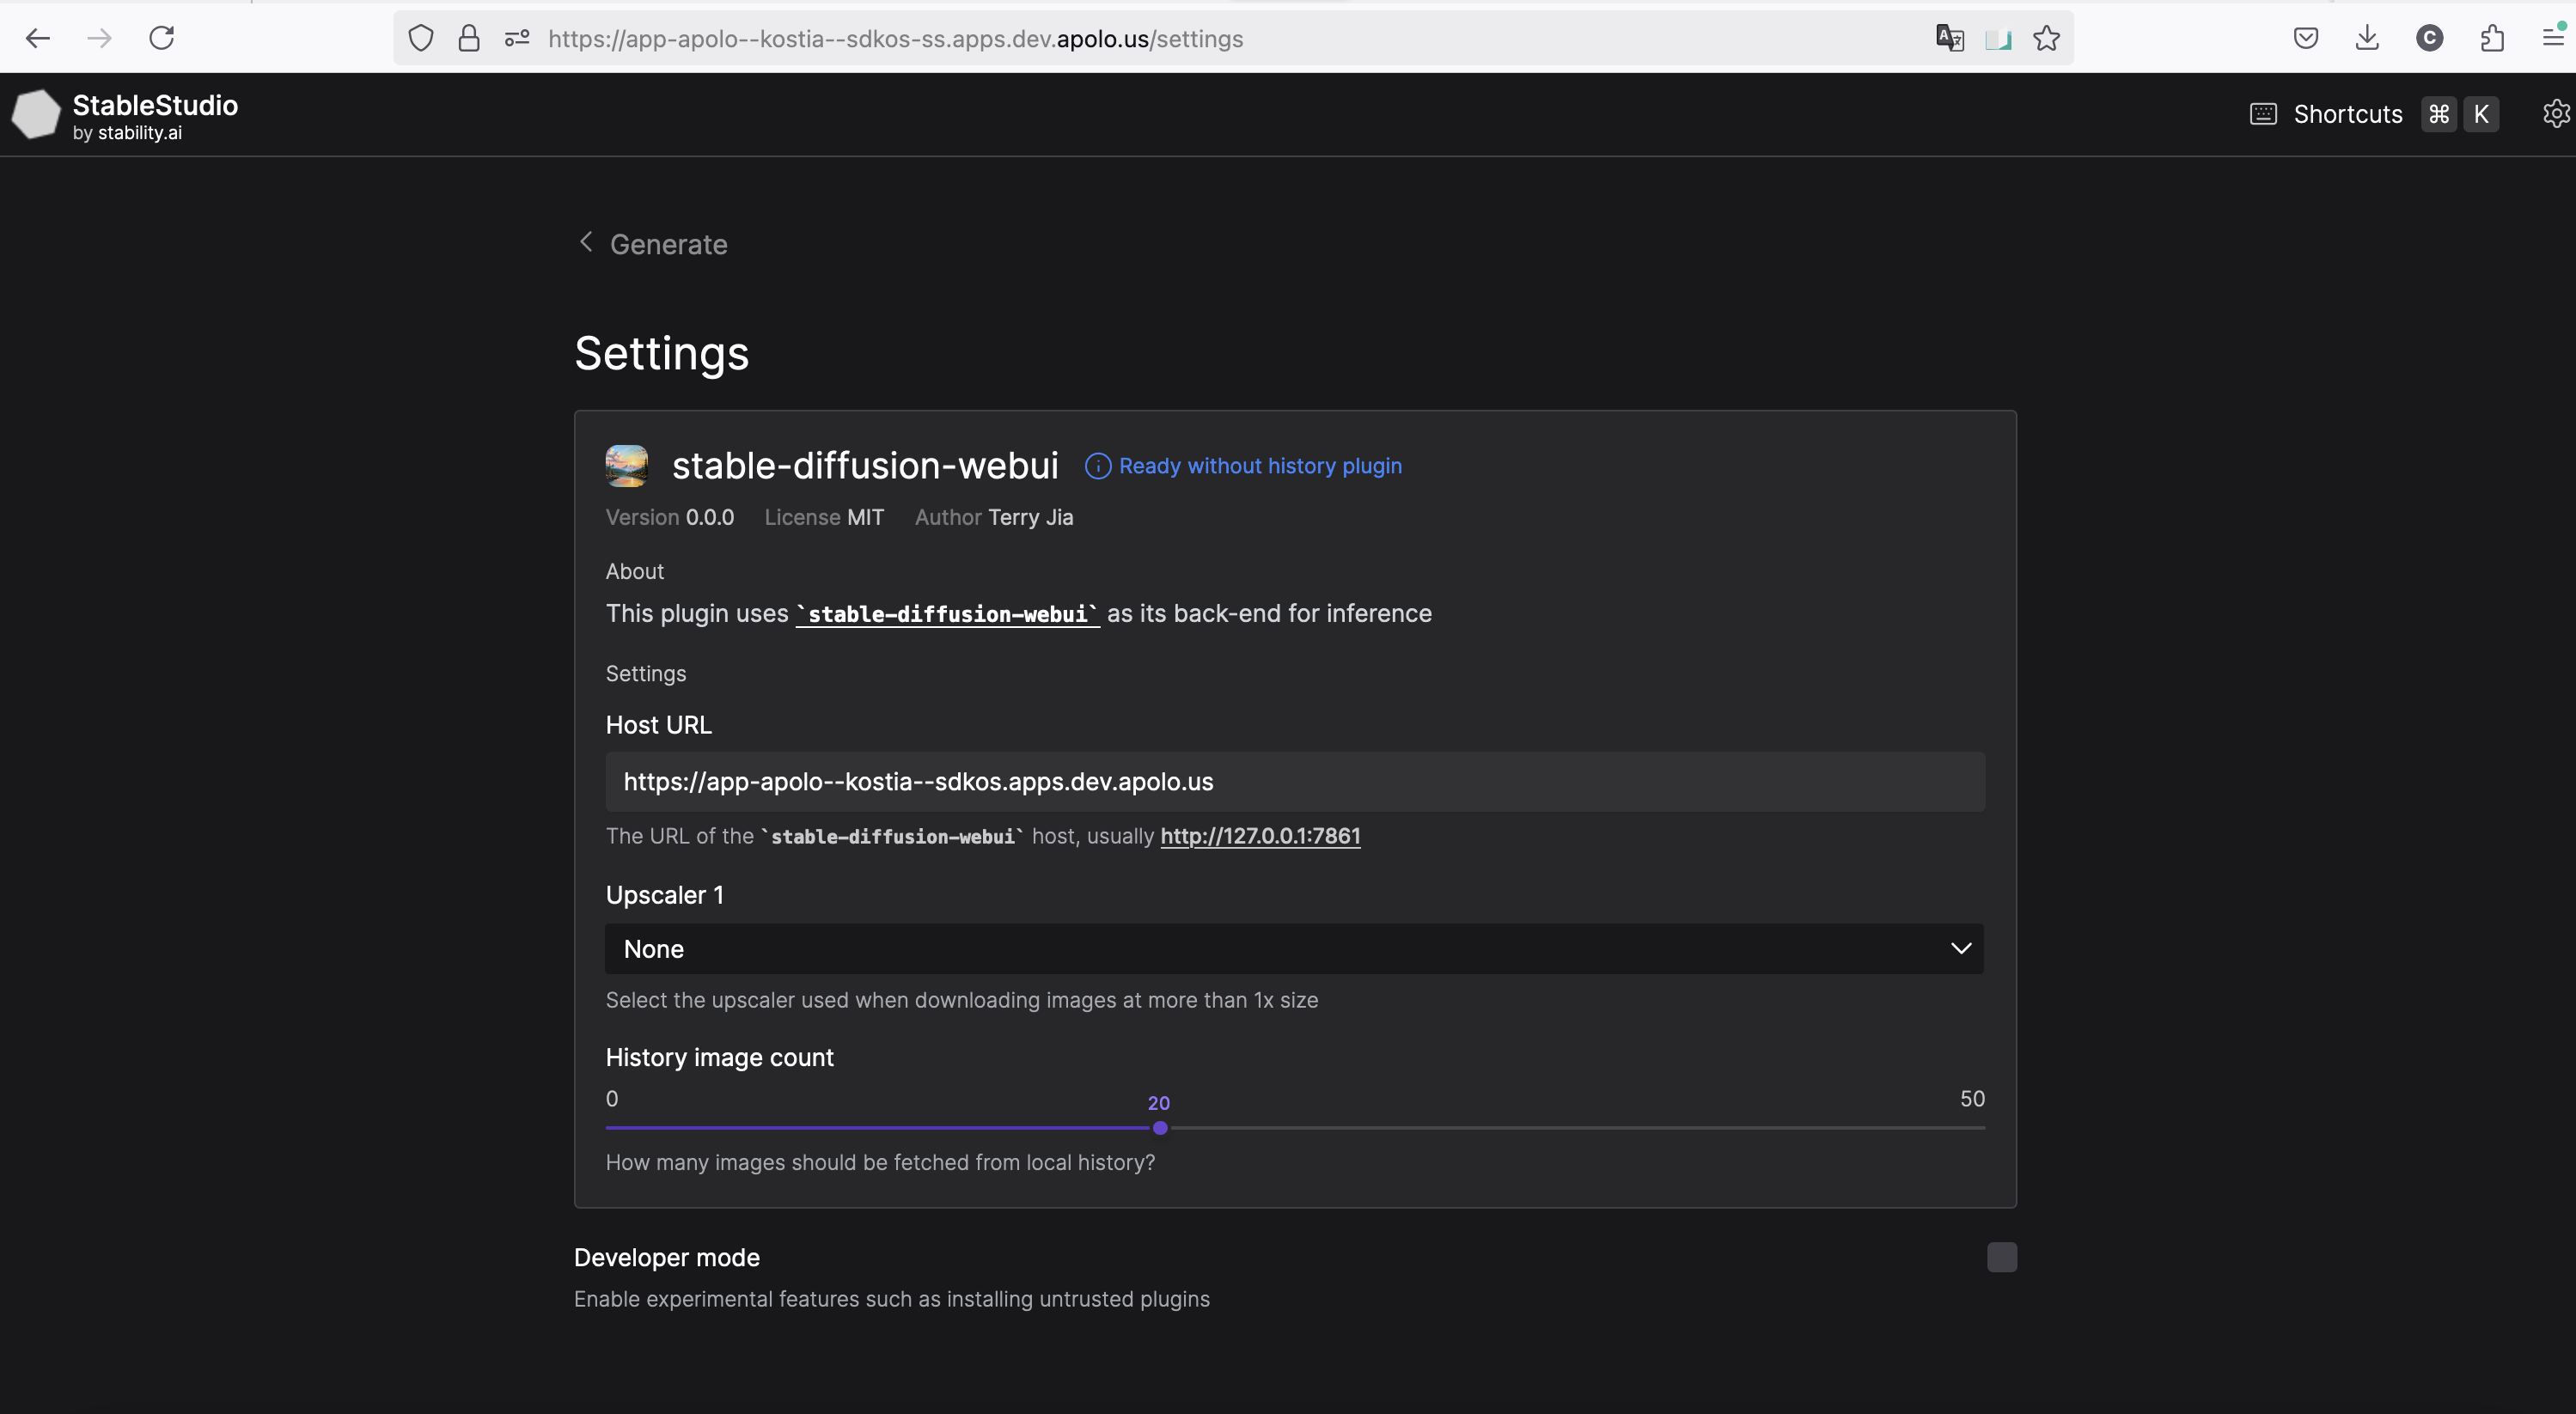 https://app-apolo--kostia--sdkos-ss.apps.dev.apolo.us/settings
C
StableStudio
by stability.ai
Shortcuts ⌘ K
Generate
Settings
stable-diffusion-webui Ready without history plugin
Version 0.0.0 License MIT Author Terry Jia
About
This plugin uses `stable-diffusion-webui` as its back-end for inference
Settings
Host URL
https://app-apolo--kostia--sdkos.apps.dev.apolo.us
The URL of the `stable-diffusion-webui` host, usually http://127.0.0.1:7861
Upscaler 1
None
Select the upscaler used when downloading images at more than 1x size
History image count
0 20 50
How many images should be fetched from local history?
Developer mode
Enable experimental features such as installing untrusted plugins